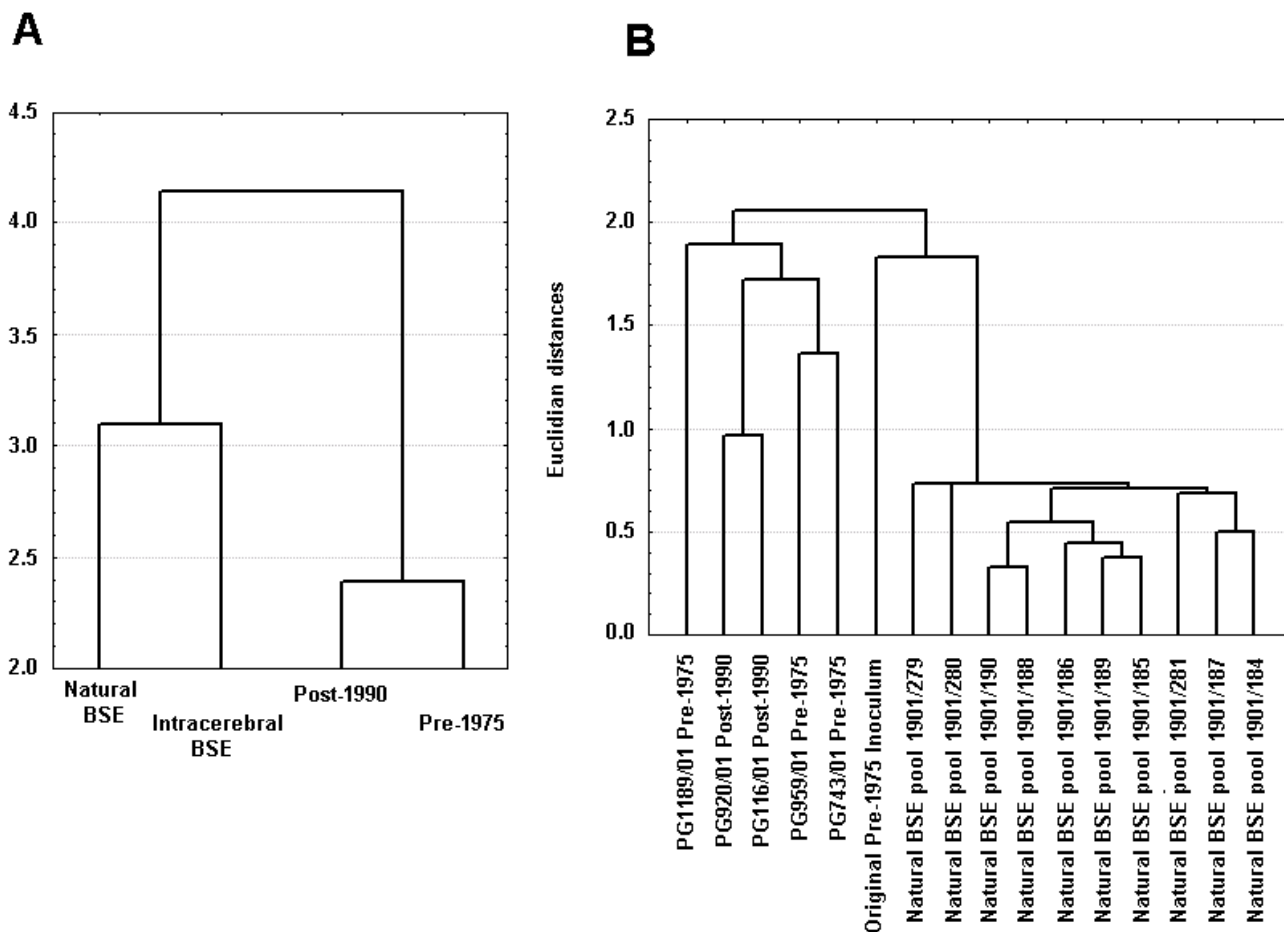 A
4.5
4.0
3.5
3.0
2.5
2.0
Natural
BSE
Intracerebral
BSE
Post-1990
Pre-1975
B
Euclidian distances
2.5
2.0
1.5
1.0
0.5
0.0
PG1189/01 Pre-1975
PG920/01 Post-1990
PG116/01 Post-1990
PG959/01 Pre-1975
PG743/01 Pre-1975
Original Pre-1975 Inoculum
Natural BSE pool 1901/279
Natural BSE pool 1901/280
Natural BSE pool 1901/190
Natural BSE pool 1901/188
Natural BSE pool 1901/186
Natural BSE pool 1901/189
Natural BSE pool 1901/185
Natural BSE pool 1901/281
Natural BSE pool 1901/187
Natural BSE pool 1901/184